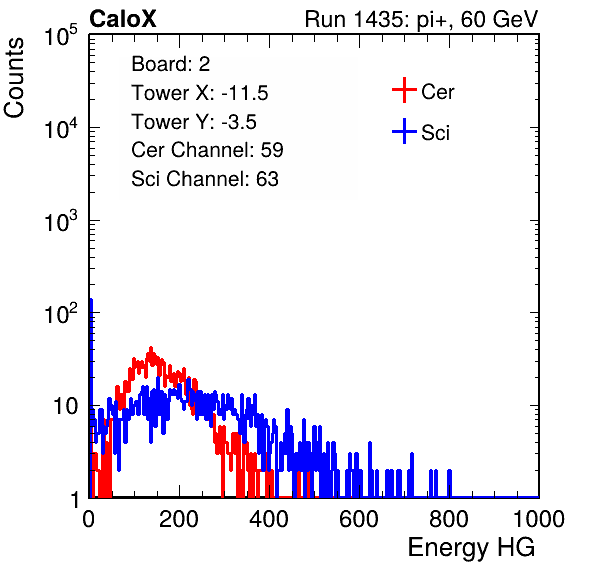 CaloX Run 1435: pi+, 60 GeV
Counts
Board: 2
Tower X: -11.5
Tower Y: -3.5
Cer Channel: 59
Sci Channel: 63
Cer
Sci
10^5
10^4
10^3
10^2
10
1
0 200 400 600 800 1000
Energy HG